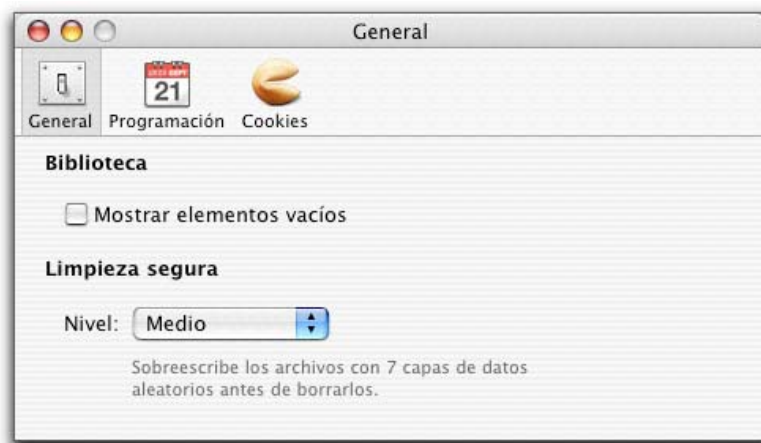 General
21
General Programación Cookies
Biblioteca
Mostrar elementos vacíos
Limpieza segura
Nivel: Medio
Sobreescribe los archivos con 7 capas de datos
aleatorios antes de borrarlos.